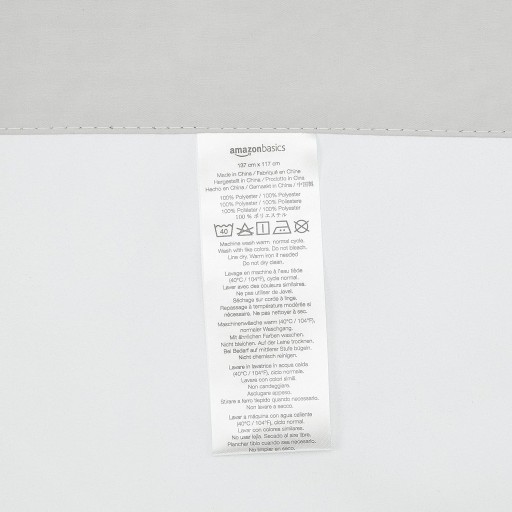 amazonbasics
137 cm x 117 cm
Made in China / Fabriqué en Chine
Hergestellt in China / Prodotto in Cina
Hecho en China / Gemaakt in China / 中国製
100% Polyester / 100% Polyester
100% Polyester / 100% Poliestere
100% Poliéster / 100% Polyester
100 % ポリエステル
40
Machine wash warm, normal cycle.
Wash with like colors. Do not bleach.
Line dry. Warm iron if needed
Do not dry clean.
Lavage en machine à l'eau tiède
(40°C / 104°F), cycle normal.
Laver avec des couleurs similaires.
Ne pas utiliser de Javel.
Séchage sur corde à linge.
Repassage à température modérée si
nécessaire. Ne pas nettoyer à sec.
Maschinenwäsche warm (40°C / 104°F),
normaler Waschgang.
Mit ähnlichen Farben waschen.
Nicht bleichen. Auf der Leine trocknen.
Bei Bedarf auf mittlerer Stufe bügeln.
Nicht chemisch reinigen.
Lavare in lavatrice in acqua calda
(40°C / 104°F), ciclo normale.
Lavare con colori simili.
Non candeggiare.
Asciugare appeso.
Stirare a ferro tiepido quando necessario.
Non lavare a secco.
Lavar a máquina con agua caliente
(40°C / 104°F), ciclo normal.
Lavar con colores similares.
No usar lejía. Secado al aire libre.
Planchar tibio cuando sea necesario.
No limpiar en seco.